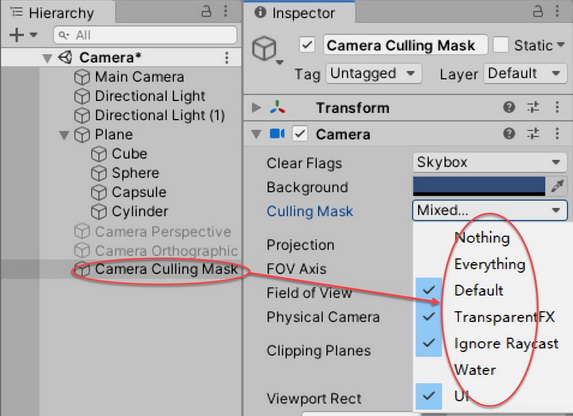 Hierarchy
All
Camera*
Main Camera
Directional Light
Directional Light (1)
Plane
Cube
Sphere
Capsule
Cylinder
Camera Perspective
Camera Orthographic
Camera Culling Mask
Inspector
Camera Culling Mask
Static
Tag Untagged Layer Default
Transform
Camera
Clear Flags Skybox
Background
Culling Mask Mixed...
Projection
FOV Axis
Field of View
Physical Camera
Clipping Planes
Viewport Rect
Nothing
Everything
Default
TransparentFX
Ignore Raycast
Water
UI